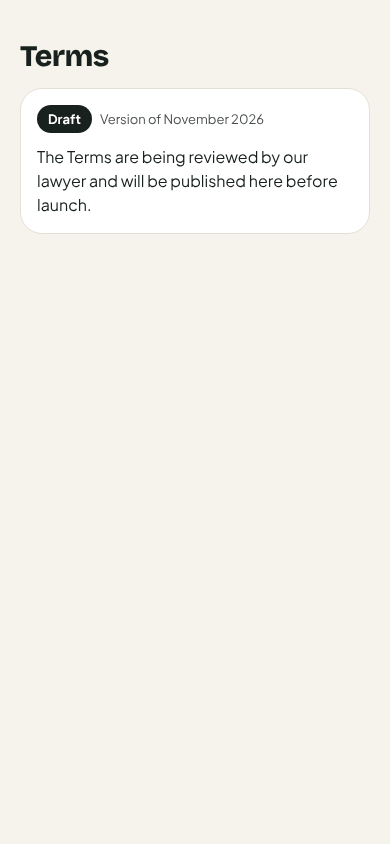 Terms
Draft Version of November 2026
The Terms are being reviewed by our
lawyer and will be published here before
launch.